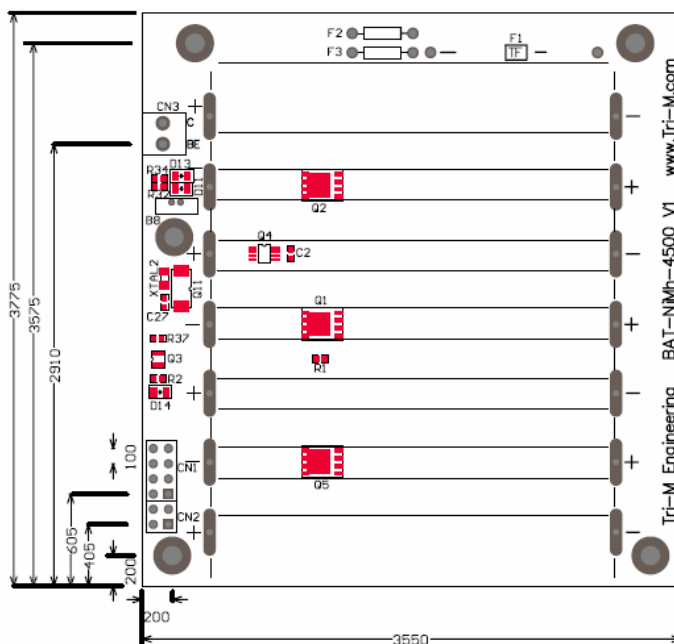 F2
F3
F1
TF
CN3
C
BE
D13
R34
D11
R32
B8
Q2
Q4
C2
XTAL2
Q11
C27
Q1
R37
Q3
R1
R2
D14
CN1
Q5
CN2
+ - + - + - + -
www.Tri-M.com
BAT-NiMh-4500 V1
Tri-M Engineering
3775
3575
2910
100
605
405
200
200
3550